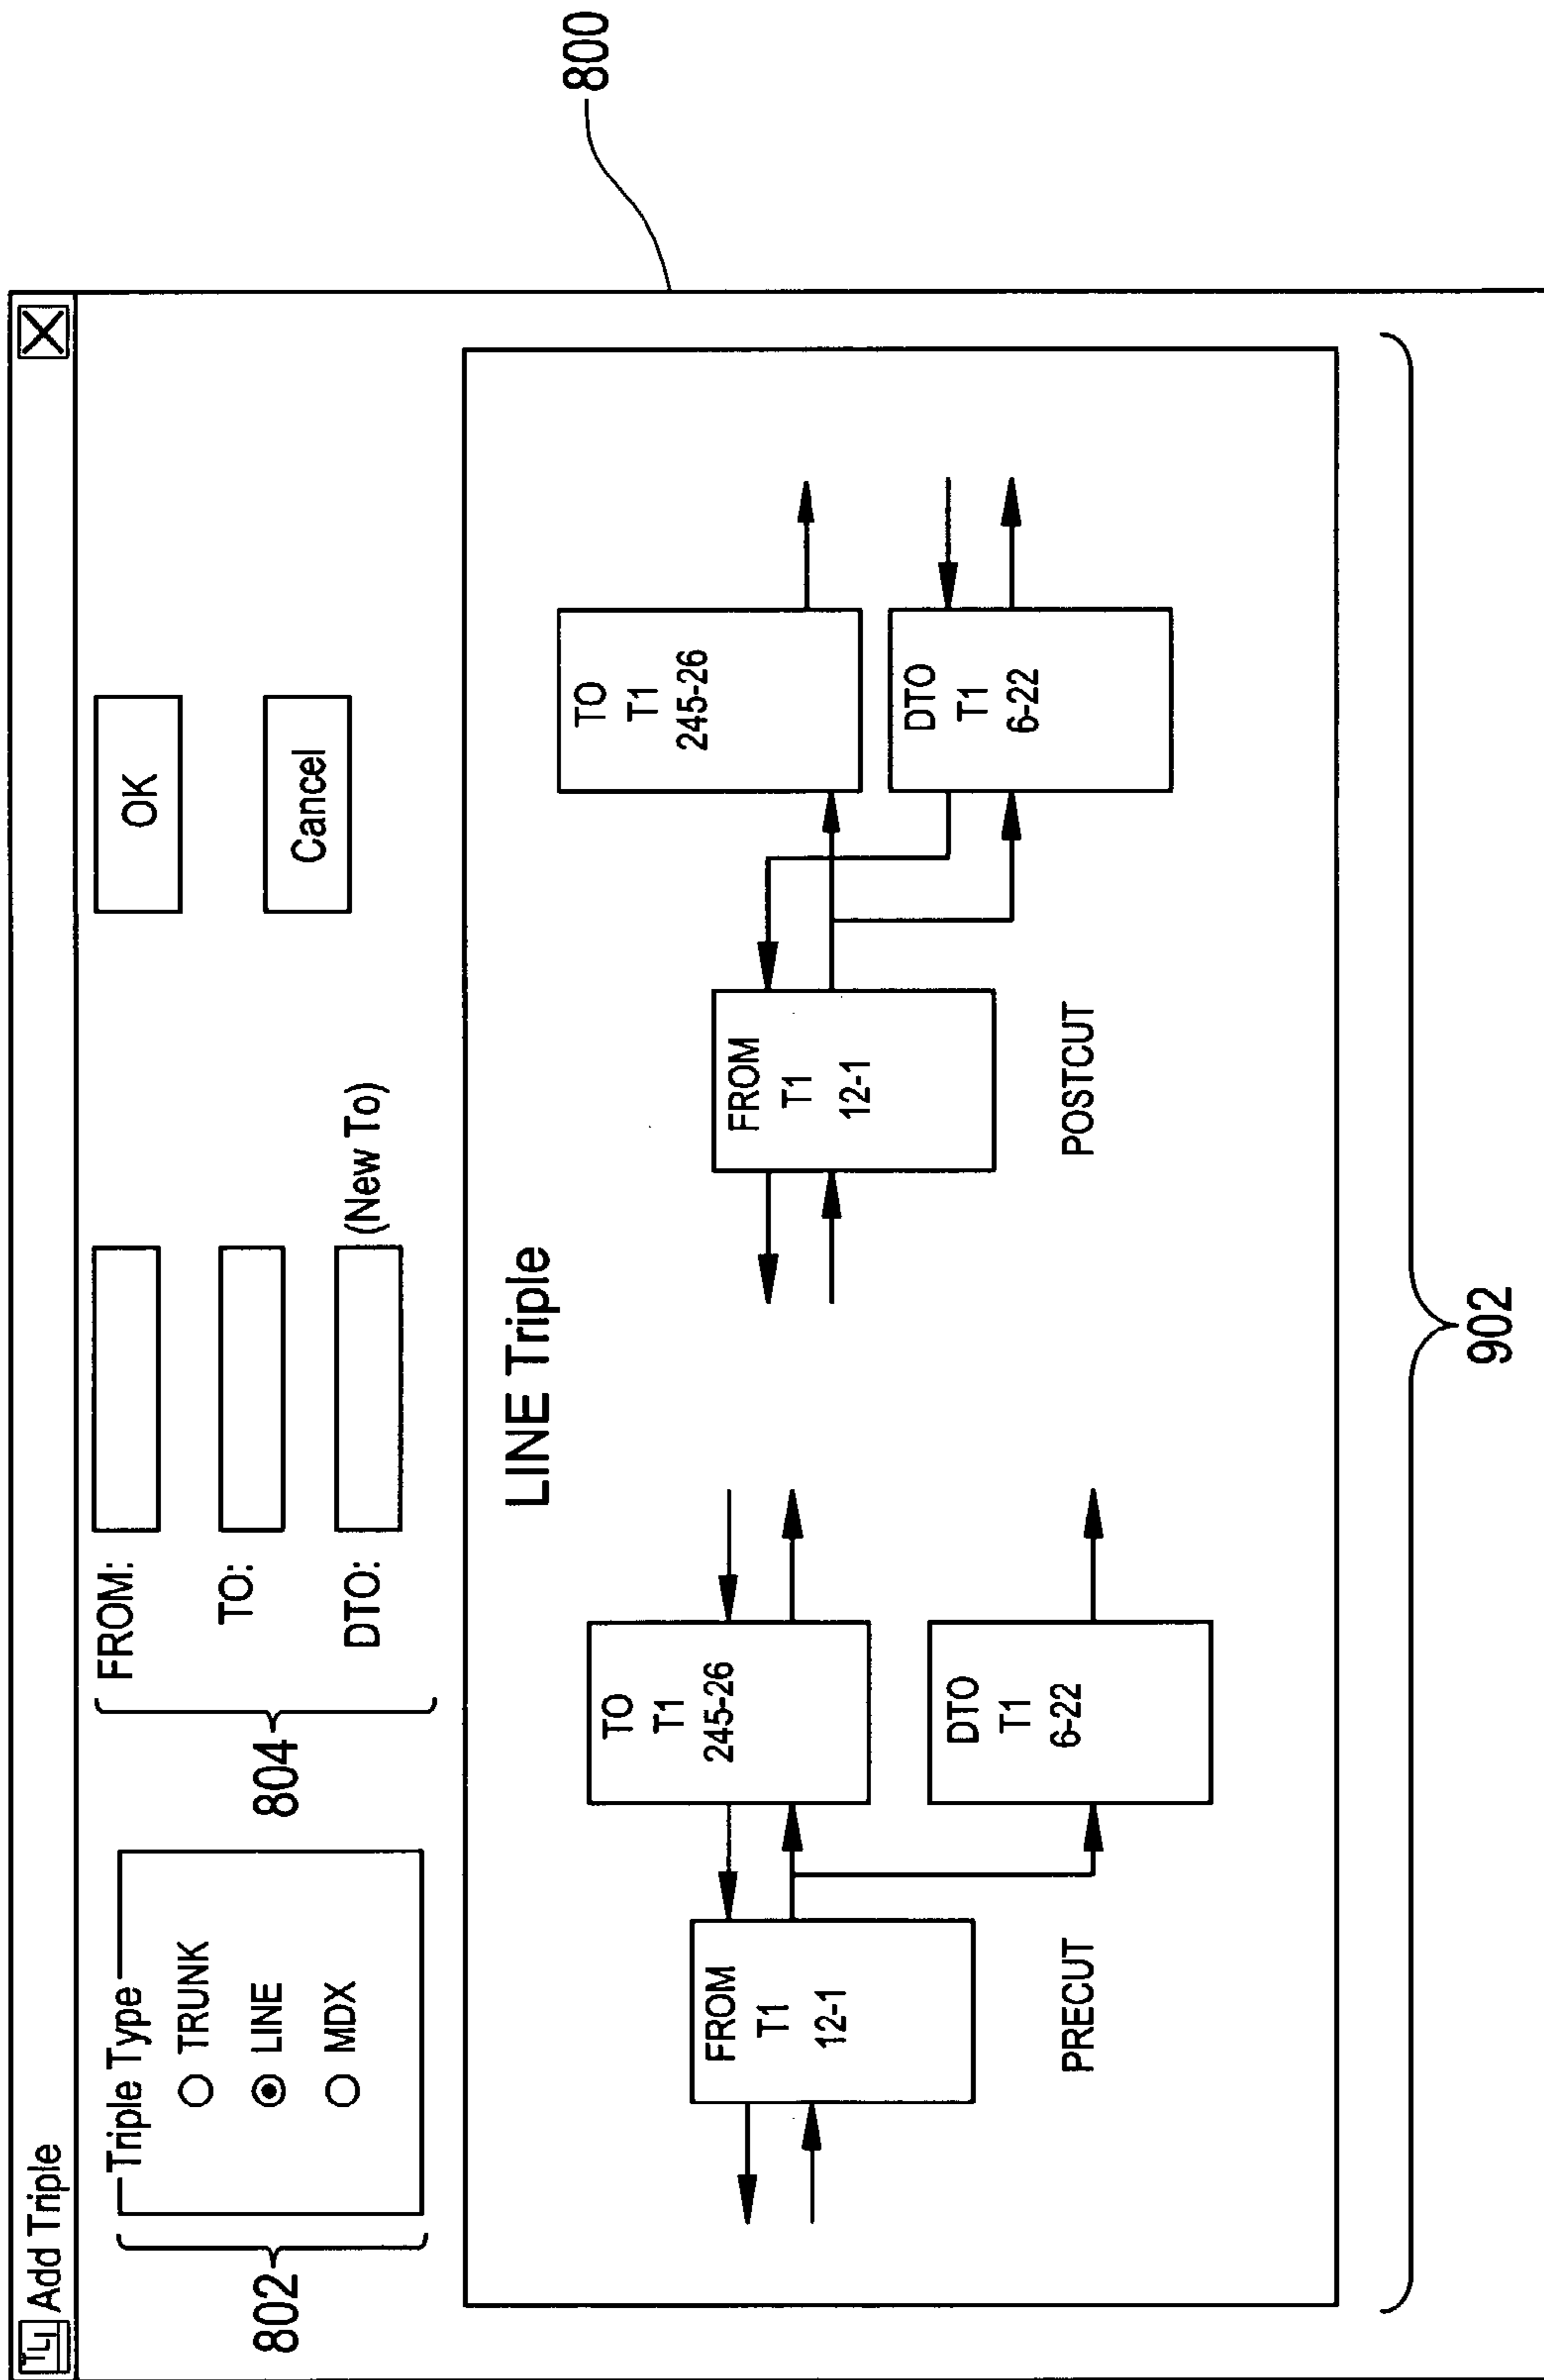 Add Triple
Triple Type
TRUNK
LINE
MDX
802
804
FROM:
TO:
DTO:
(New To)
OK
Cancel
LINE Triple
FROM
T1
12-1
TO
T1
245-26
DTO
T1
6-22
PRECUT
FROM
T1
12-1
TO
T1
245-26
DTO
T1
6-22
POSTCUT
902
800